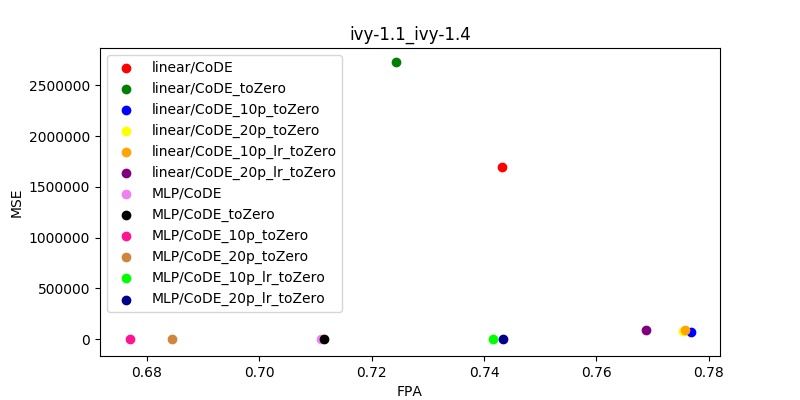 ivy-1.1_ivy-1.4
linear/CoDE
linear/CoDE_toZero
linear/CoDE_10p_toZero
linear/CoDE_20p_toZero
linear/CoDE_10p_lr_toZero
linear/CoDE_20p_lr_toZero
MLP/CoDE
MLP/CoDE_toZero
MLP/CoDE_10p_toZero
MLP/CoDE_20p_toZero
MLP/CoDE_10p_lr_toZero
MLP/CoDE_20p_lr_toZero
2500000
2000000
1500000
1000000
500000
0
MSE
0.68 0.70 0.72 0.74 0.76 0.78
FPA